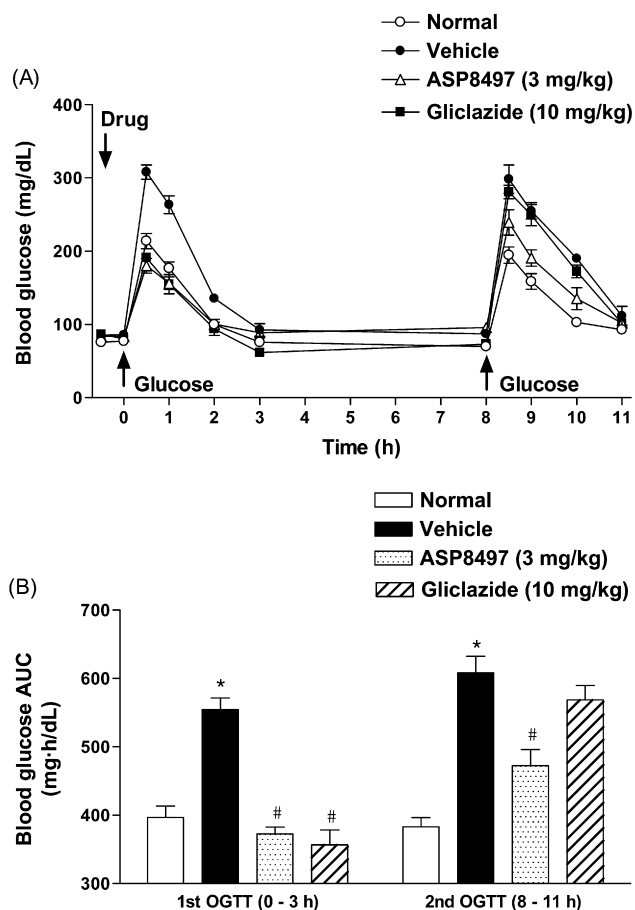 Normal
Vehicle
ASP8497 (3 mg/kg)
Gliclazide (10 mg/kg)
(A)
Blood glucose (mg/dL)
400
300
200
100
0
Drug
Glucose
Glucose
0 1 2 3 4 5 6 7 8 9 10 11
Time (h)
Normal
Vehicle
ASP8497 (3 mg/kg)
Gliclazide (10 mg/kg)
(B)
Blood glucose AUC
(mg·h/dL)
700
600
500
400
300
*
#
#
*
#
1st OGTT (0 - 3 h) 2nd OGTT (8 - 11 h)